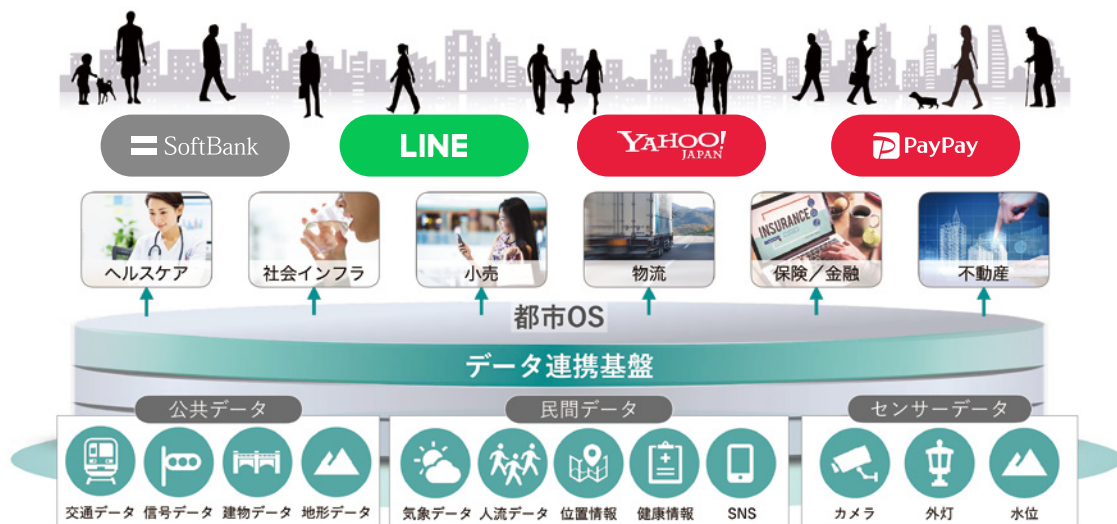 SoftBank
LINE
YAHOO!
JAPAN
PayPay
INSURANCE
ヘルスケア
社会インフラ
小売
物流
保険／金融
不動産
都市OS
データ連携基盤
公共データ
民間データ
センサーデータ
交通データ
信号データ
建物データ
地形データ
気象データ
人流データ
位置情報
健康情報
SNS
カメラ
外灯
水位